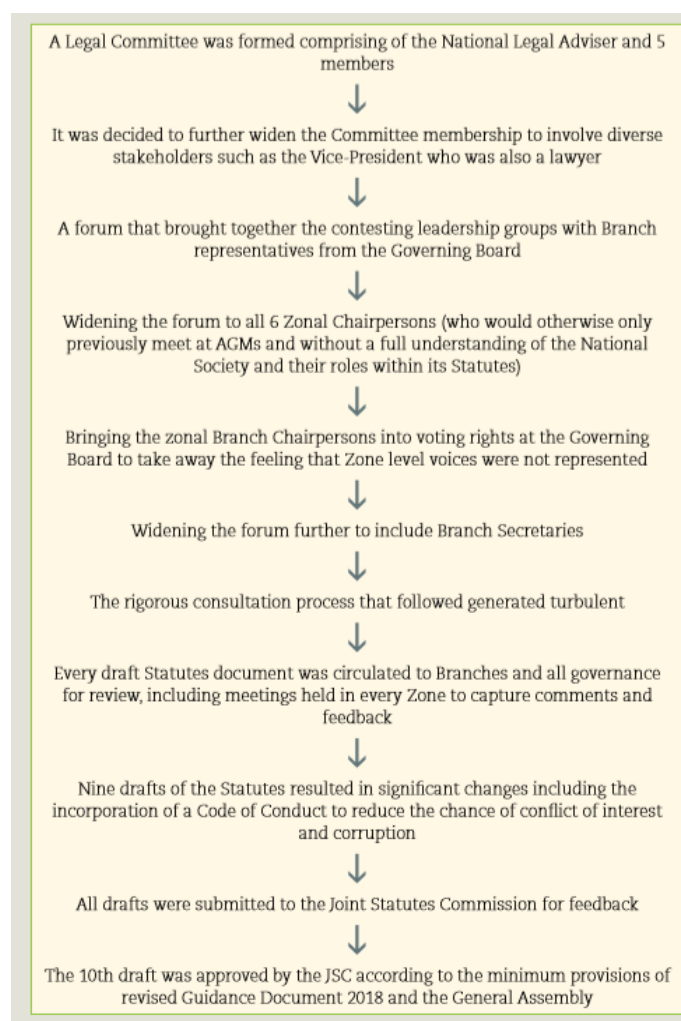 A Legal Committee was formed comprising of the National Legal Adviser and 5
members
It was decided to further widen the Committee membership to involve diverse
stakeholders such as the Vice-President who was also a lawyer
A forum that brought together the contesting leadership groups with Branch
representatives from the Governing Board
Widening the forum to all 6 Zonal Chairpersons (who would otherwise only
previously meet at AGMs and without a full understanding of the National
Society and their roles within its Statutes)
Bringing the zonal Branch Chairpersons into voting rights at the Governing
Board to take away the feeling that Zone level voices were not represented
Widening the forum further to include Branch Secretaries
The rigorous consultation process that followed generated turbulent
Every draft Statutes document was circulated to Branches and all governance
for review, including meetings held in every Zone to capture comments and
feedback
Nine drafts of the Statutes resulted in significant changes including the
incorporation of a Code of Conduct to reduce the chance of conflict of interest
and corruption
All drafts were submitted to the Joint Statutes Commission for feedback
The 10th draft was approved by the JSC according to the minimum provisions of
revised Guidance Document 2018 and the General Assembly